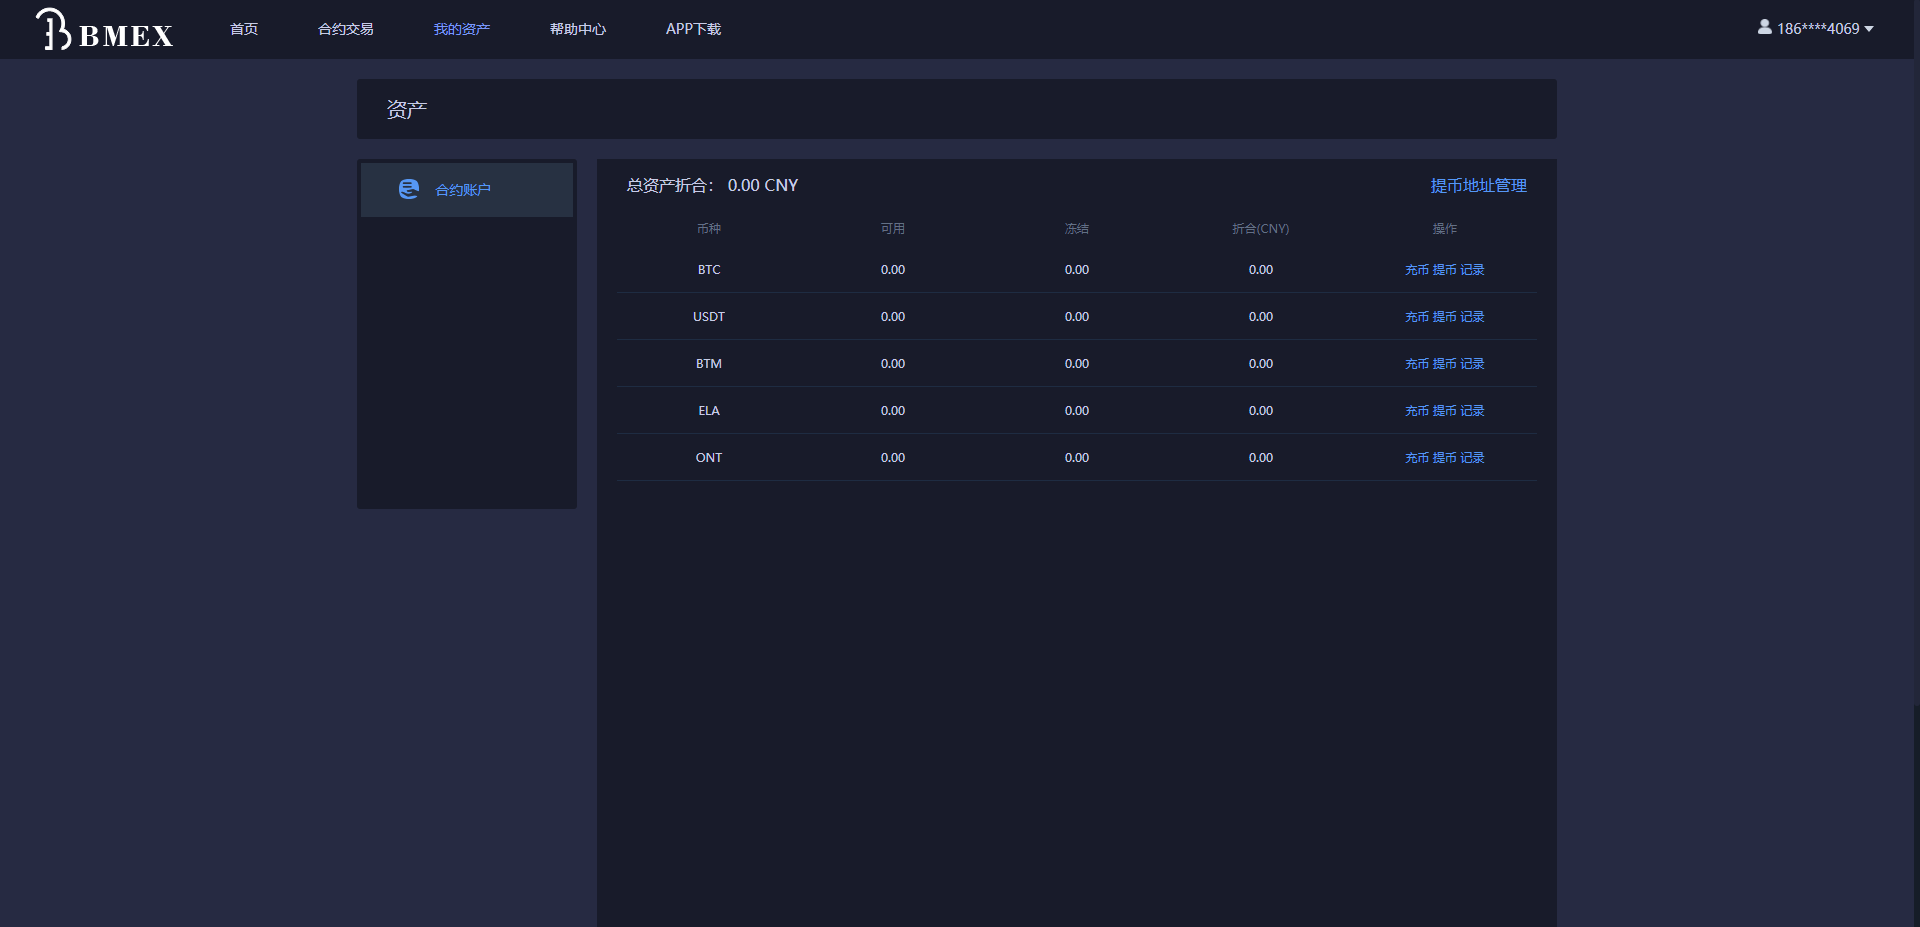 BMEX 首页 合约交易 我的资产 帮助中心 APP下载 186****4069
资产
合约账户
总资产折合： 0.00 CNY 提币地址管理
币种 可用 冻结 折合(CNY) 操作
BTC 0.00 0.00 0.00 充币 提币 记录
USDT 0.00 0.00 0.00 充币 提币 记录
BTM 0.00 0.00 0.00 充币 提币 记录
ELA 0.00 0.00 0.00 充币 提币 记录
ONT 0.00 0.00 0.00 充币 提币 记录